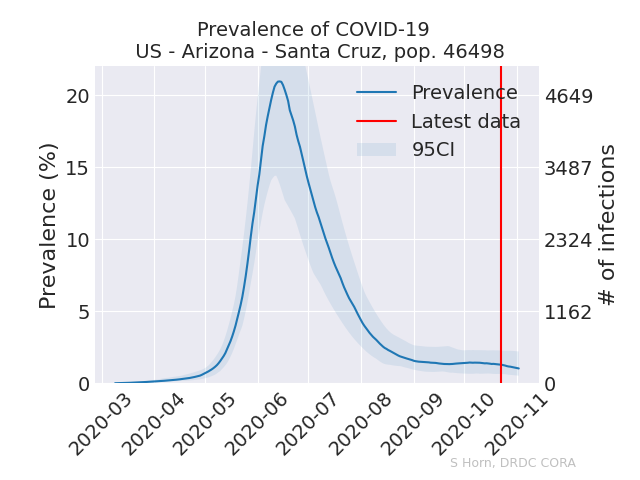 Prevalence of COVID-19
US - Arizona - Santa Cruz, pop. 46498
Prevalence (%)
20
15
10
5
0
Prevalence
Latest data
95CI
4649
3487
2324
1162
0
# of infections
2020-03
2020-04
2020-05
2020-06
2020-07
2020-08
2020-09
2020-10
2020-11
S Horn, DRDC CORA